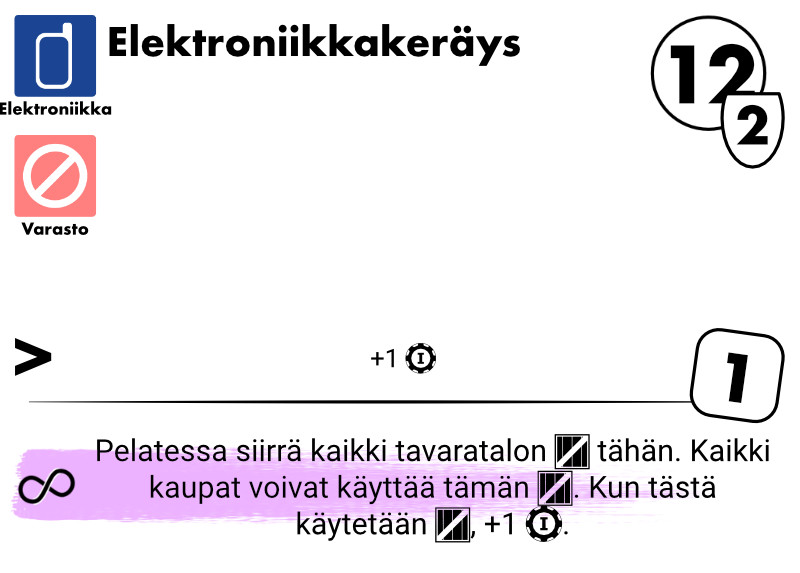 Elektroniikkakeräys
12
2
Elektroniikka
Varasto
>
+1 I
1
Pelatessa siirrä kaikki tavaratalon tähän. Kaikki
kaupat voivat käyttää tämän . Kun tästä
käytetään , +1 I.